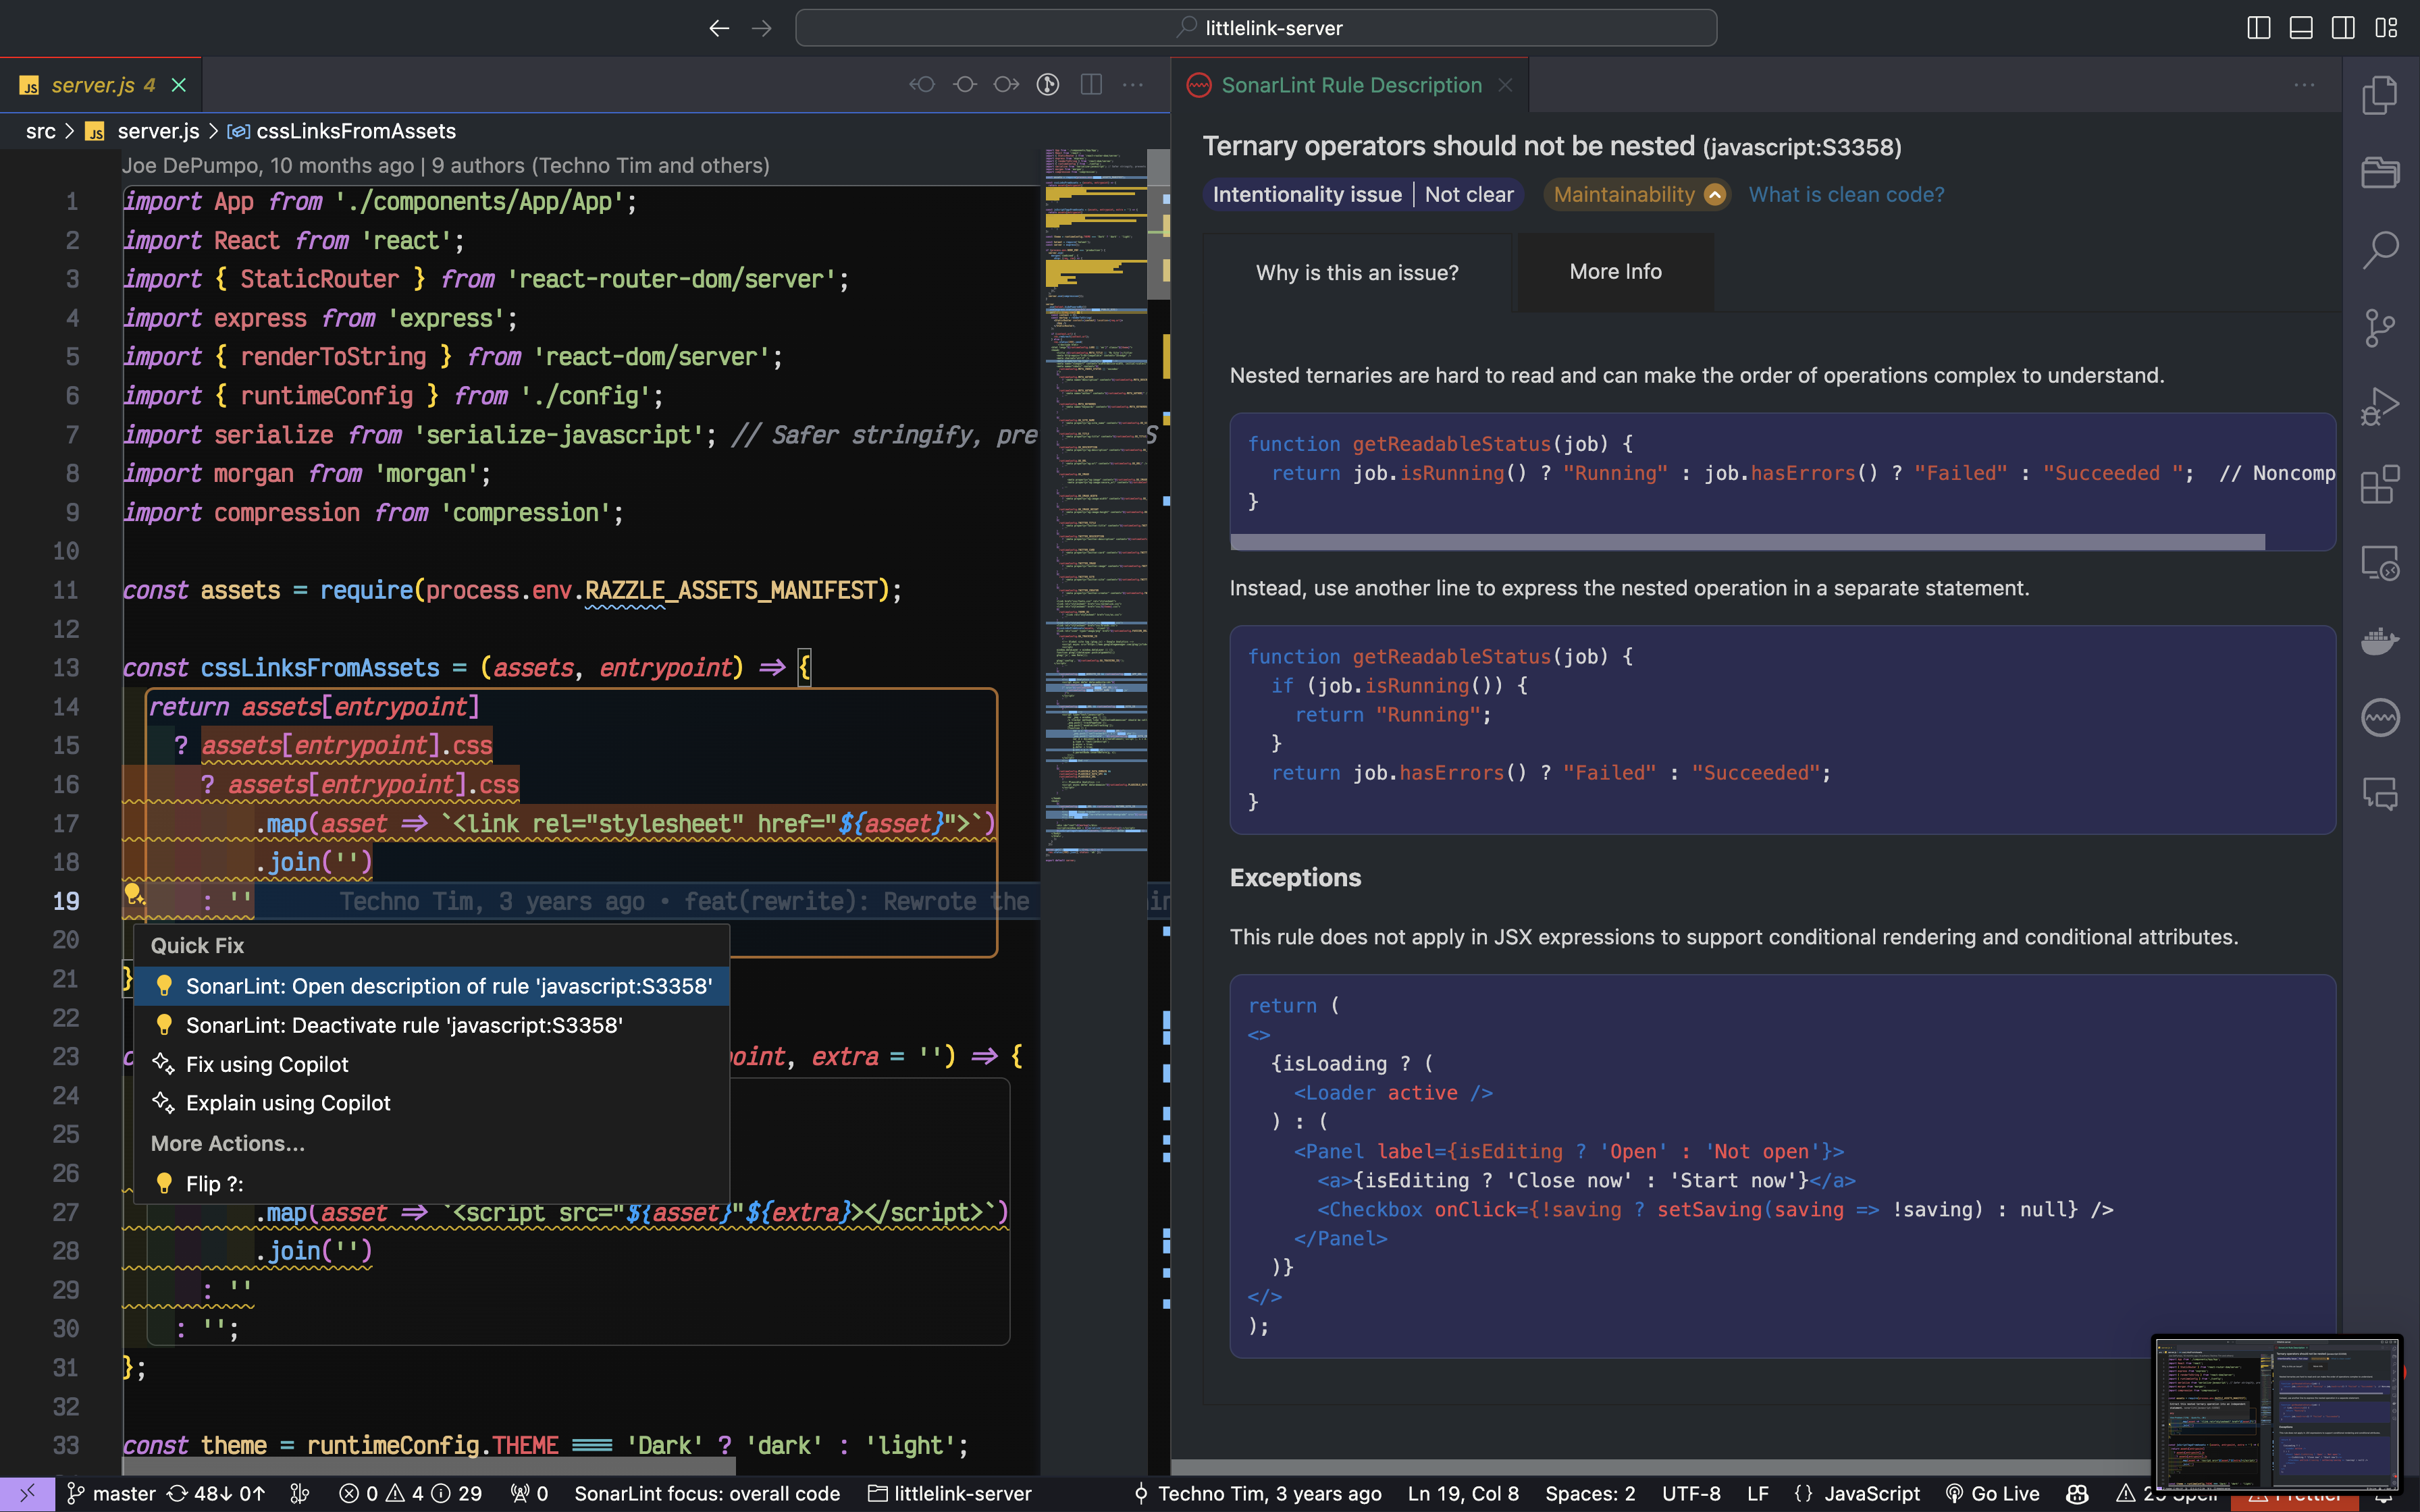 littlelink-server
server.js 4
src > server.js > cssLinksFromAssets
Joe DePumpo, 10 months ago | 9 authors (Techno Tim and others)
1 import App from './components/App/App';
2 import React from 'react';
3 import { StaticRouter } from 'react-router-dom/server';
4 import express from 'express';
5 import { renderToString } from 'react-dom/server';
6 import { runtimeConfig } from './config';
7 import serialize from 'serialize-javascript'; // Safer stringify, pre
8 import morgan from 'morgan';
9 import compression from 'compression';
10
11 const assets = require(process.env.RAZZLE_ASSETS_MANIFEST);
12
13 const cssLinksFromAssets = (assets, entrypoint) => {
14 return assets[entrypoint]
15 ? assets[entrypoint].css
16 ? assets[entrypoint].css
17 .map(asset => `<link rel="stylesheet" href="${asset}">`)
18 .join('')
19 : '' Techno Tim, 3 years ago • feat(rewrite): Rewrote the
20
Quick Fix
21 }
SonarLint: Open description of rule 'javascript:S3358'
22
SonarLint: Deactivate rule 'javascript:S3358'
23 c point, extra = '') => {
Fix using Copilot
24
Explain using Copilot
25
More Actions...
26
Flip ?:
27 .map(asset => `<script src="${asset}"${extra}></script>`)
28 .join('')
29 : ''
30 : '';
31 };
32
33 const theme = runtimeConfig.THEME === 'Dark' ? 'dark' : 'light';
SonarLint Rule Description
Ternary operators should not be nested (javascript:S3358)
Intentionality issue | Not clear Maintainability What is clean code?
Why is this an issue? More Info
Nested ternaries are hard to read and can make the order of operations complex to understand.
function getReadableStatus(job) {
return job.isRunning() ? "Running" : job.hasErrors() ? "Failed" : "Succeeded "; // Noncomp
}
Instead, use another line to express the nested operation in a separate statement.
function getReadableStatus(job) {
if (job.isRunning()) {
return "Running";
}
return job.hasErrors() ? "Failed" : "Succeeded";
}
Exceptions
This rule does not apply in JSX expressions to support conditional rendering and conditional attributes.
return (
<>
{isLoading ? (
<Loader active />
) : (
<Panel label={isEditing ? 'Open' : 'Not open'}>
<a>{isEditing ? 'Close now' : 'Start now'}</a>
<Checkbox onClick={!saving ? setSaving(saving => !saving) : null} />
</Panel>
)}
</>
);
master 48↓ 0↑ 0 4 29 0 SonarLint focus: overall code littlelink-server Techno Tim, 3 years ago Ln 19, Col 8 Spaces: 2 UTF-8 LF {} JavaScript Go Live